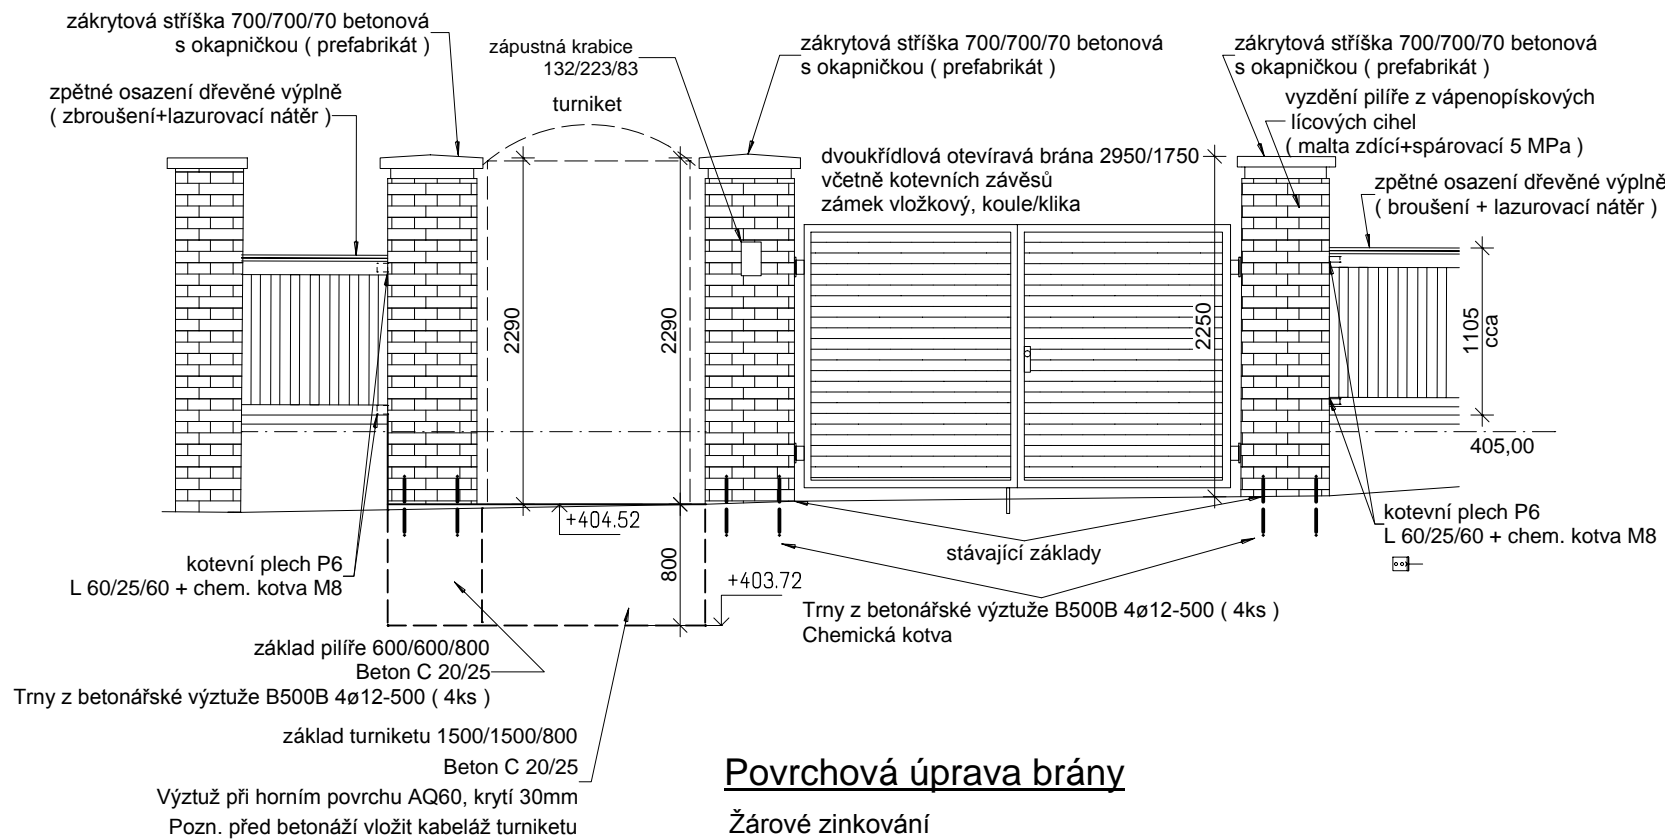 zákrytová stříška 700/700/70 betonová
s okapničkou ( prefabrikát )
zpětné osazení dřevěné výplně
( zbroušení+lazurovací nátěr )
zápustná krabice
132/223/83
turniket
zákrytová stříška 700/700/70 betonová
s okapničkou ( prefabrikát )
dvoukřídlová otevíravá brána 2950/1750
včetně kotevních závěsů
zámek vložkový, koule/klika
zákrytová stříška 700/700/70 betonová
s okapničkou ( prefabrikát )
vyzdění pilíře z vápenopískových
lícových cihel
( malta zdící+spárovací 5 MPa )
zpětné osazení dřevěné výplně
( broušení + lazurovací nátěr )
2290
2290
2250
1105
cca
405,00
+404.52
800
+403.72
stávající základy
kotevní plech P6
L 60/25/60 + chem. kotva M8
kotevní plech P6
L 60/25/60 + chem. kotva M8
Trny z betonářské výztuže B500B 4ø12-500 ( 4ks )
Chemická kotva
základ pilíře 600/600/800
Beton C 20/25
Trny z betonářské výztuže B500B 4ø12-500 ( 4ks )
základ turniketu 1500/1500/800
Beton C 20/25
Výztuž při horním povrchu AQ60, krytí 30mm
Pozn. před betonáží vložit kabeláž turniketu
Povrchová úprava brány
Žárové zinkování